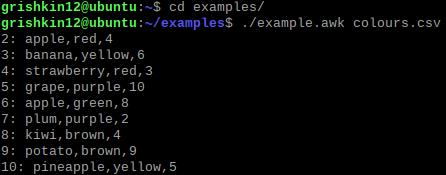 grishkin12@ubuntu:~$ cd examples/
grishkin12@ubuntu:~/examples$ ./example.awk colours.csv
2: apple,red,4
3: banana,yellow,6
4: strawberry,red,3
5: grape,purple,10
6: apple,green,8
7: plum,purple,2
8: kiwi,brown,4
9: potato,brown,9
10: pineapple,yellow,5